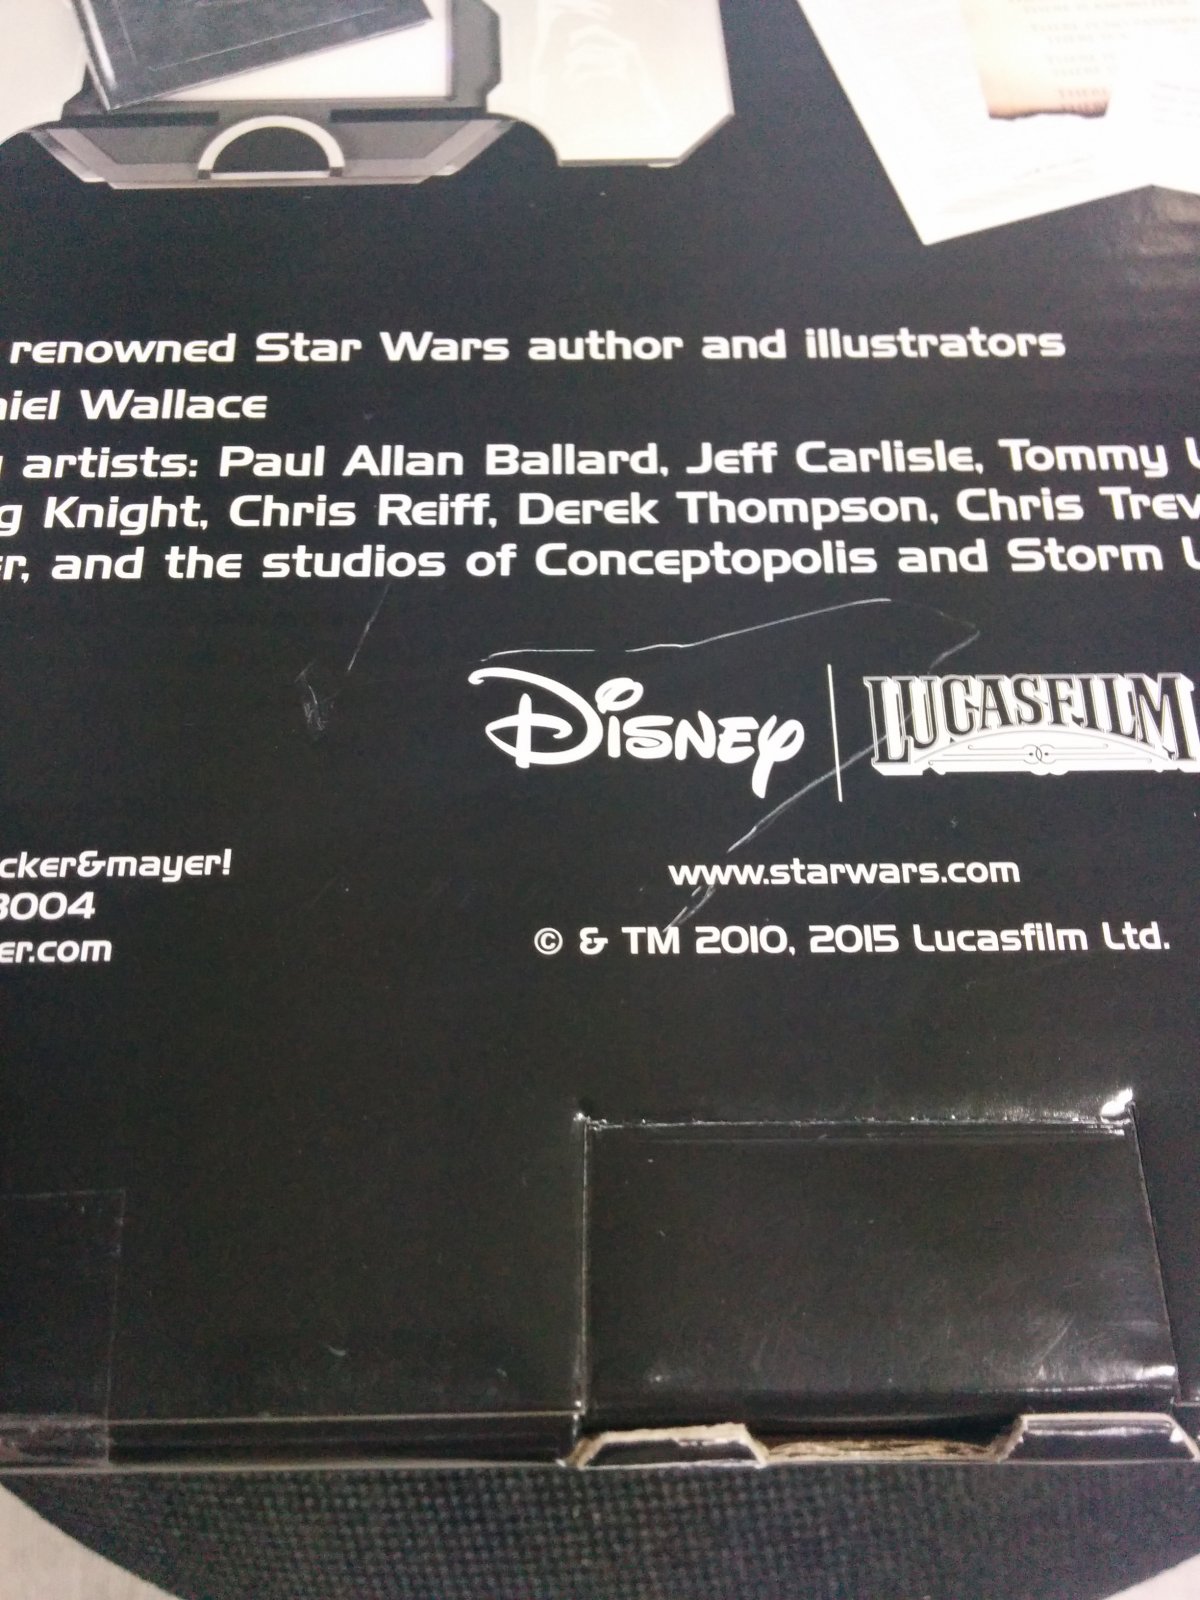 renowned Star Wars author and illustrators
niel Wallace
artists: Paul Allan Ballard, Jeff Carlisle, Tommy
g Knight, Chris Reiff, Derek Thompson, Chris Trev
er, and the studios of Conceptopolis and Storm
Disney | LUCASFILM
cker&mayer!
www.starwars.com
8004
er.com
© & TM 2010, 2015 Lucasfilm Ltd.